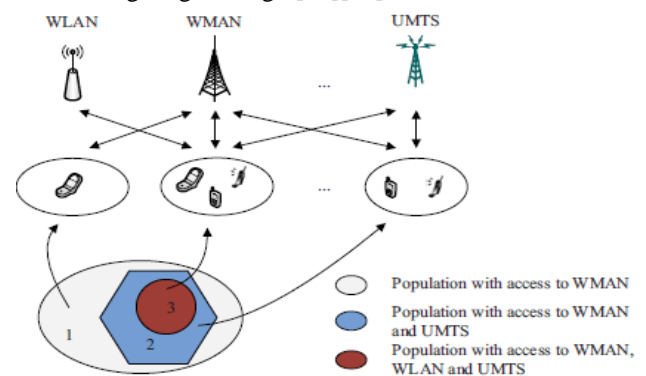 WLAN WMAN UMTS
...
...
3
1
2
Population with access to WMAN
Population with access to WMAN
and UMTS
Population with access to WMAN,
WLAN and UMTS